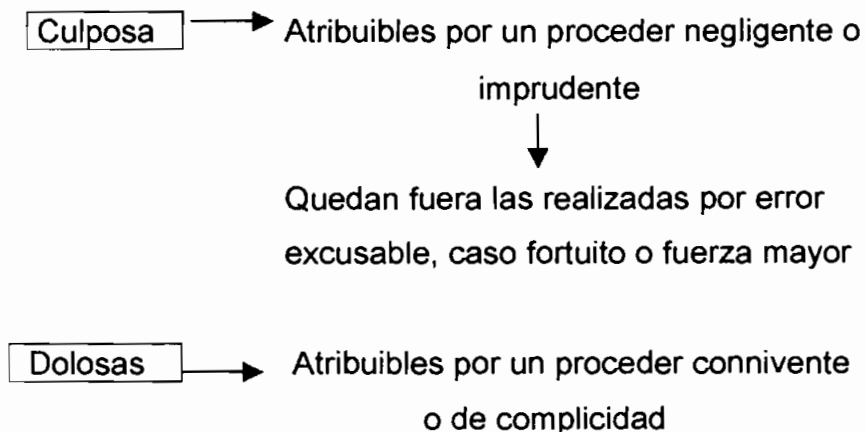 Culposa Atribuibles por un proceder negligente o
imprudente
Quedan fuera las realizadas por error
excusable, caso fortuito o fuerza mayor
Dolosas Atribuibles por un proceder connivente
o de complicidad